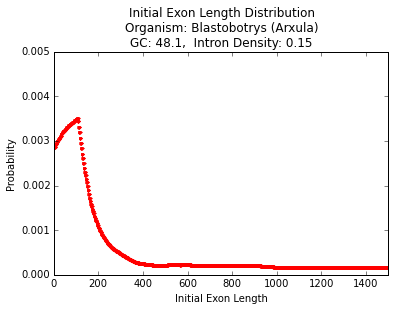 Initial Exon Length Distribution
Organism: Blastobotrys (Arxula)
GC: 48.1,  Intron Density: 0.15
0.005
0.004
0.003
0.002
0.001
0.000
Probability
0
200
400
600
800
1000
1200
1400
Initial Exon Length